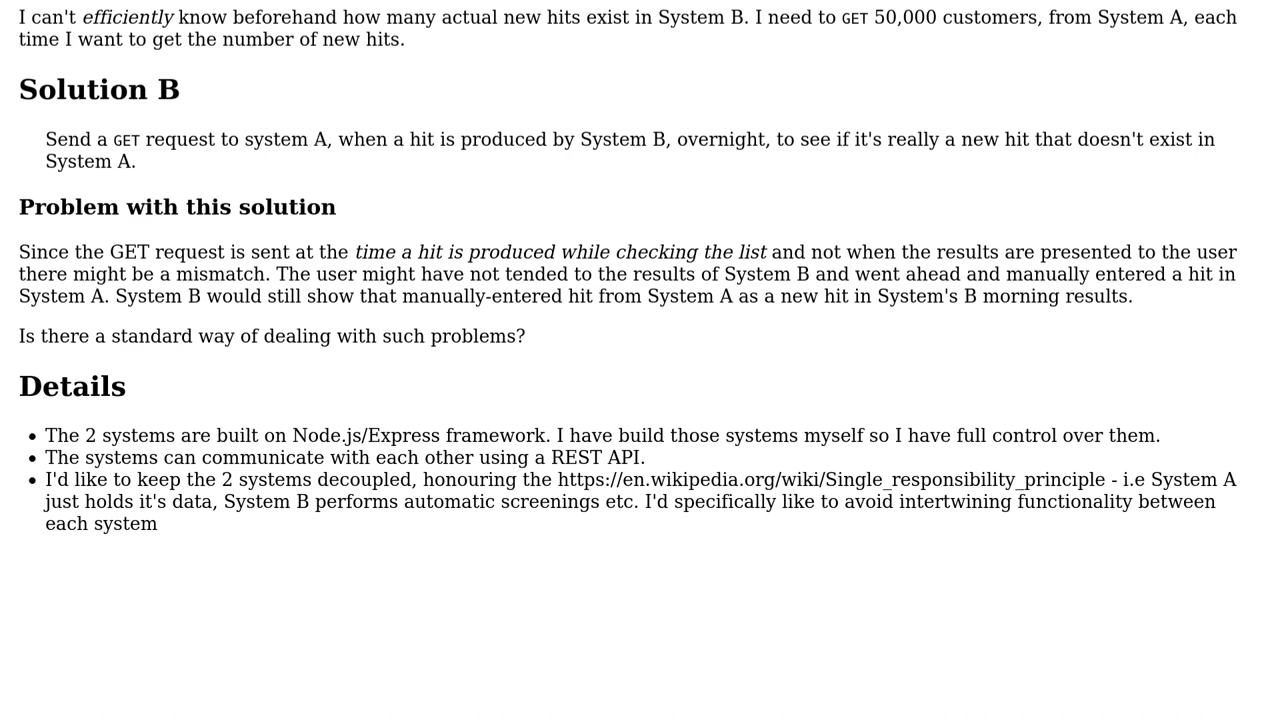 I can't efficiently know beforehand how many actual new hits exist in System B. I need to GET 50,000 customers, from System A, each
time I want to get the number of new hits.
Solution B
Send a GET request to system A, when a hit is produced by System B, overnight, to see if it's really a new hit that doesn't exist in
System A.
Problem with this solution
Since the GET request is sent at the time a hit is produced while checking the list and not when the results are presented to the user
there might be a mismatch. The user might have not tended to the results of System B and went ahead and manually entered a hit in
System A. System B would still show that manually-entered hit from System A as a new hit in System's B morning results.
Is there a standard way of dealing with such problems?
Details
• The 2 systems are built on Node.js/Express framework. I have build those systems myself so I have full control over them.
• The systems can communicate with each other using a REST API.
• I'd like to keep the 2 systems decoupled, honouring the https://en.wikipedia.org/wiki/Single_responsibility_principle - i.e System A
just holds it's data, System B performs automatic screenings etc. I'd specifically like to avoid intertwining functionality between
each system